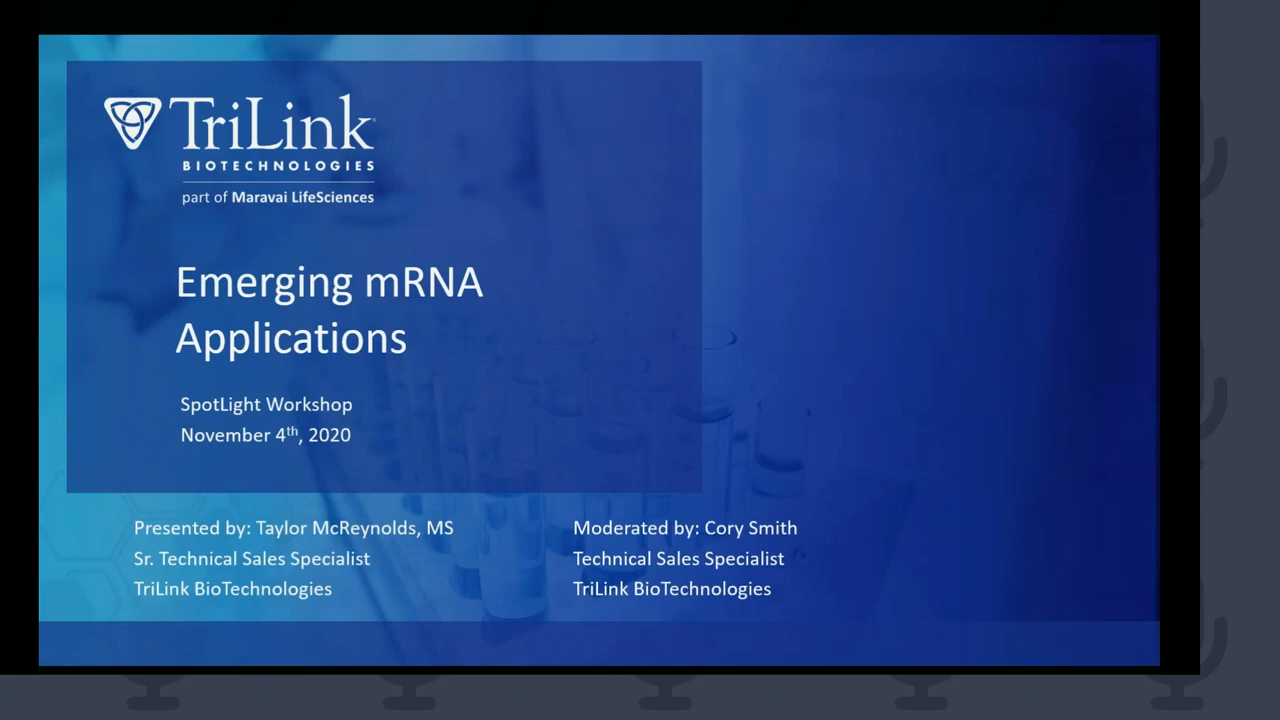 TriLink
BIOTECHNOLOGIES
part of Maravai LifeSciences
Emerging mRNA
Applications
SpotLight Workshop
November 4th, 2020
Presented by: Taylor McReynolds, MS
Sr. Technical Sales Specialist
TriLink BioTechnologies
Moderated by: Cory Smith
Technical Sales Specialist
TriLink BioTechnologies